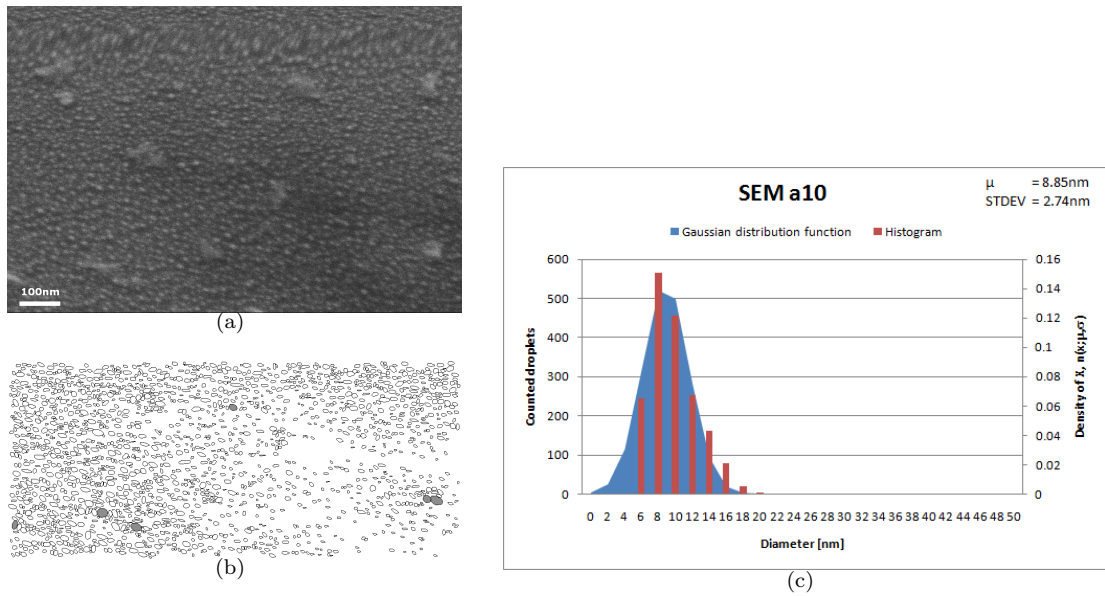 100nm
(a)
(b)
SEM a10
μ = 8.85nm
STDEV = 2.74nm
Gaussian distribution function Histogram
600 0.16
500 0.14
400 0.12
300 0.1
200 0.08
100 0.06
0 0.04
0.02
0
Counted droplets
Density of X, n(x;μ,σ)
0 2 4 6 8 10 12 14 16 18 20 22 24 26 28 30 32 34 36 38 40 42 44 46 48 50
Diameter [nm]
(c)